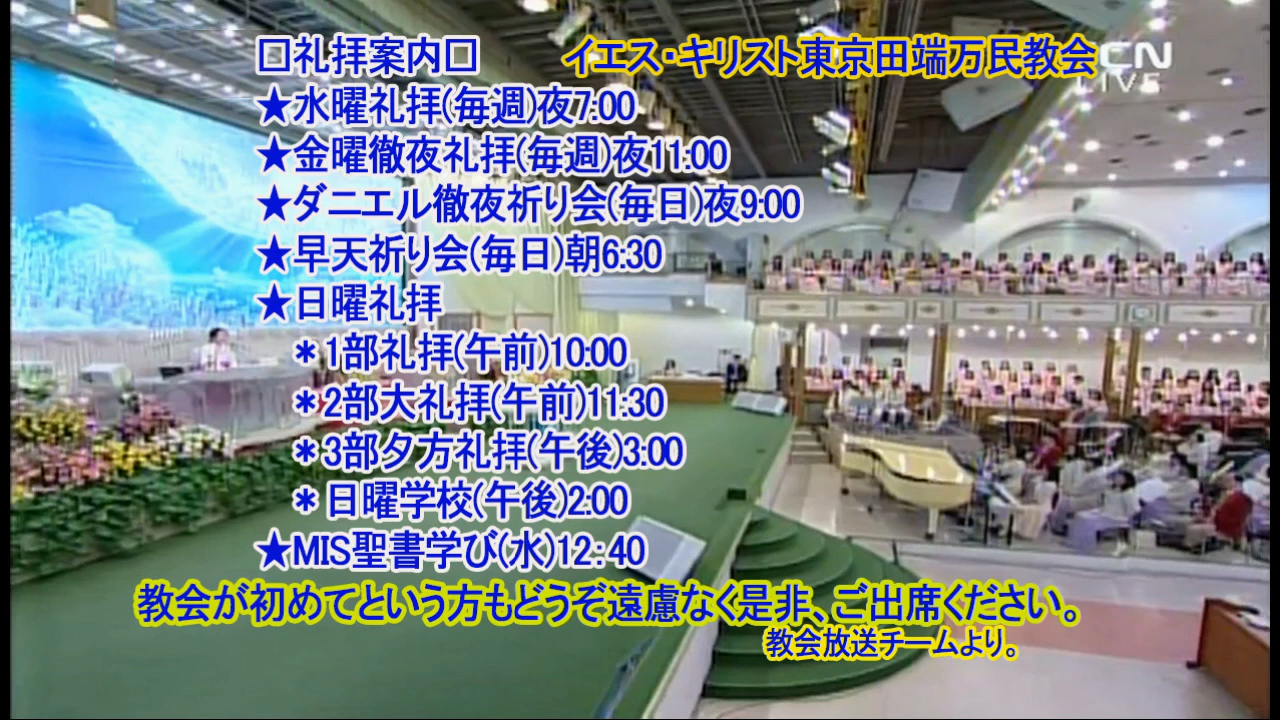 □礼拝案内□ イエス・キリスト東京田端万民教会 CN
LIVE
★水曜礼拝(毎週)夜7:00
★金曜徹夜礼拝(毎週)夜11:00
★ダニエル徹夜祈り会(毎日)夜9:00
★早天祈り会(毎日)朝6:30
★日曜礼拝
＊1部礼拝(午前)10:00
＊2部大礼拝(午前)11:30
＊3部夕方礼拝(午後)3:00
＊日曜学校(午後)2:00
★MIS聖書学び(水)12:40
教会が初めてという方もどうぞ遠慮なく是非、ご出席ください。
教会放送チームより。